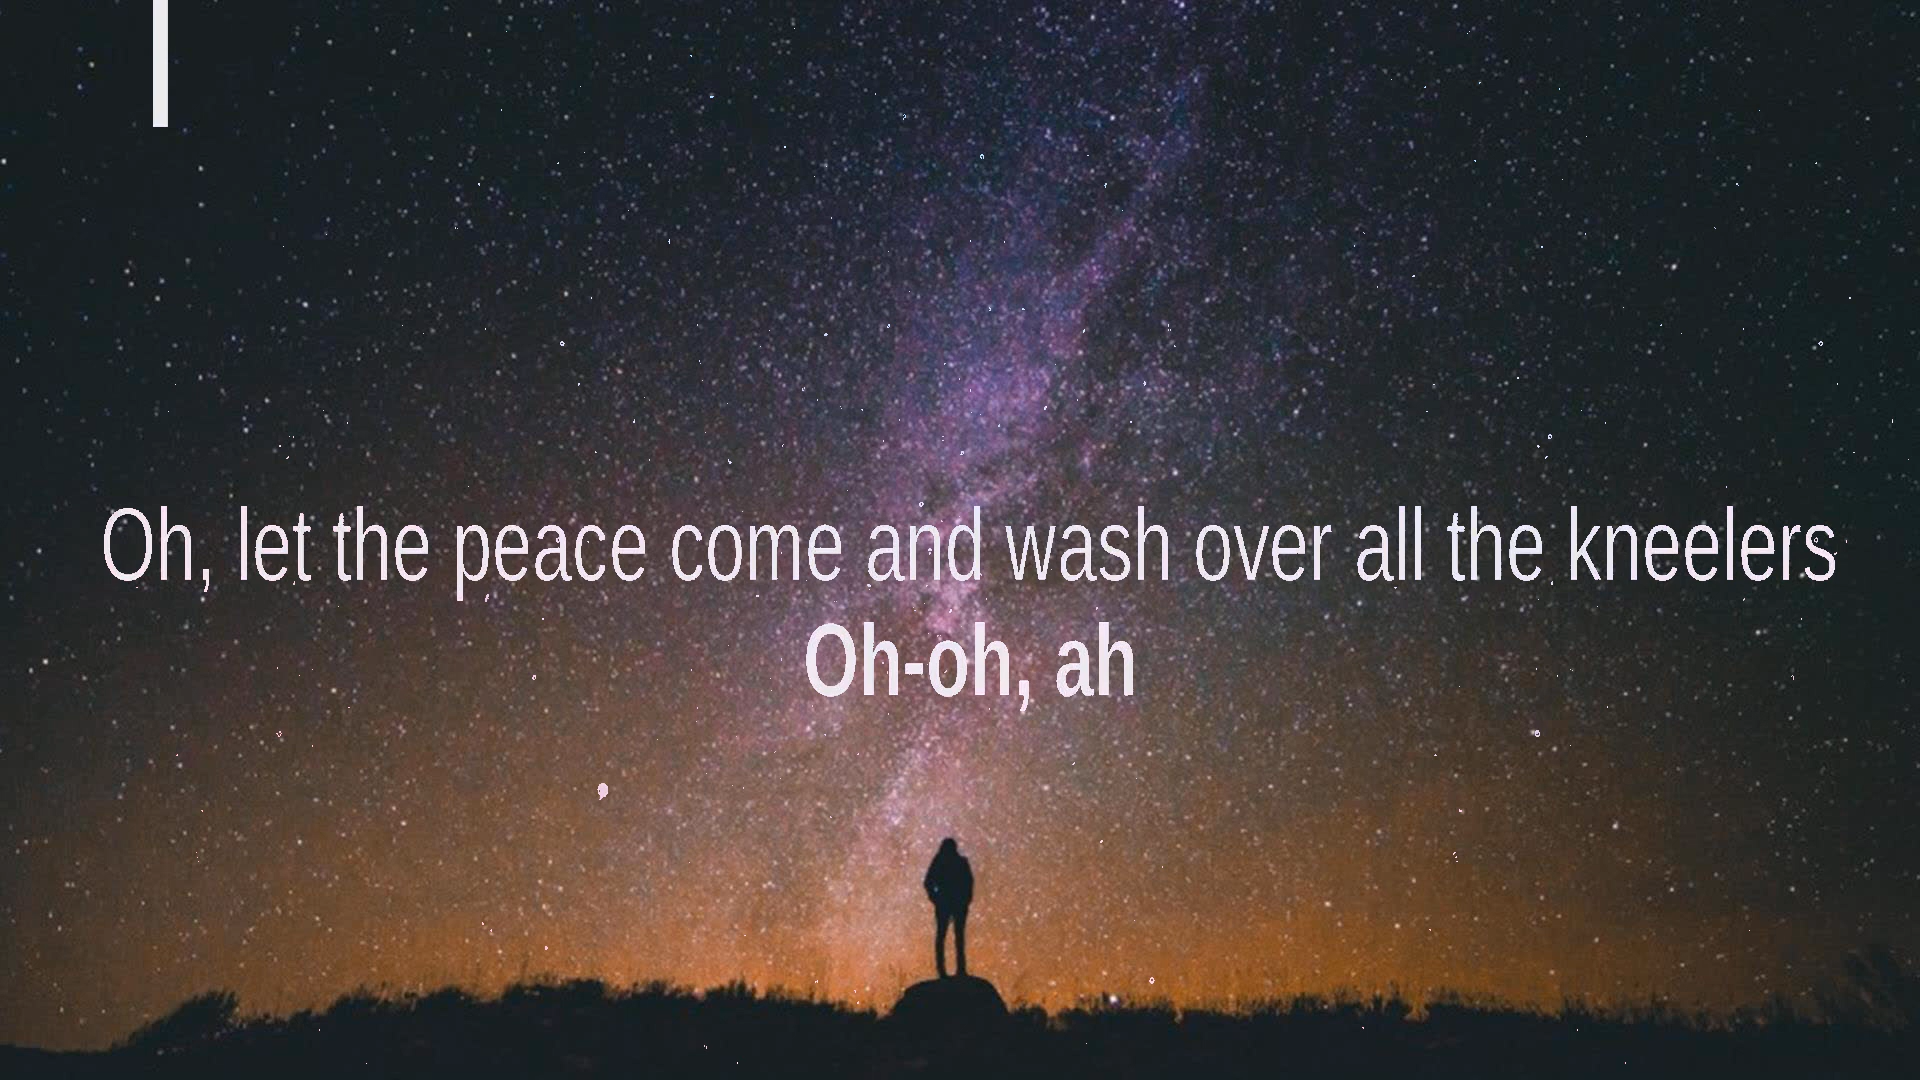 Oh, let the peace come and wash over all the kneelers
Oh-oh, ah